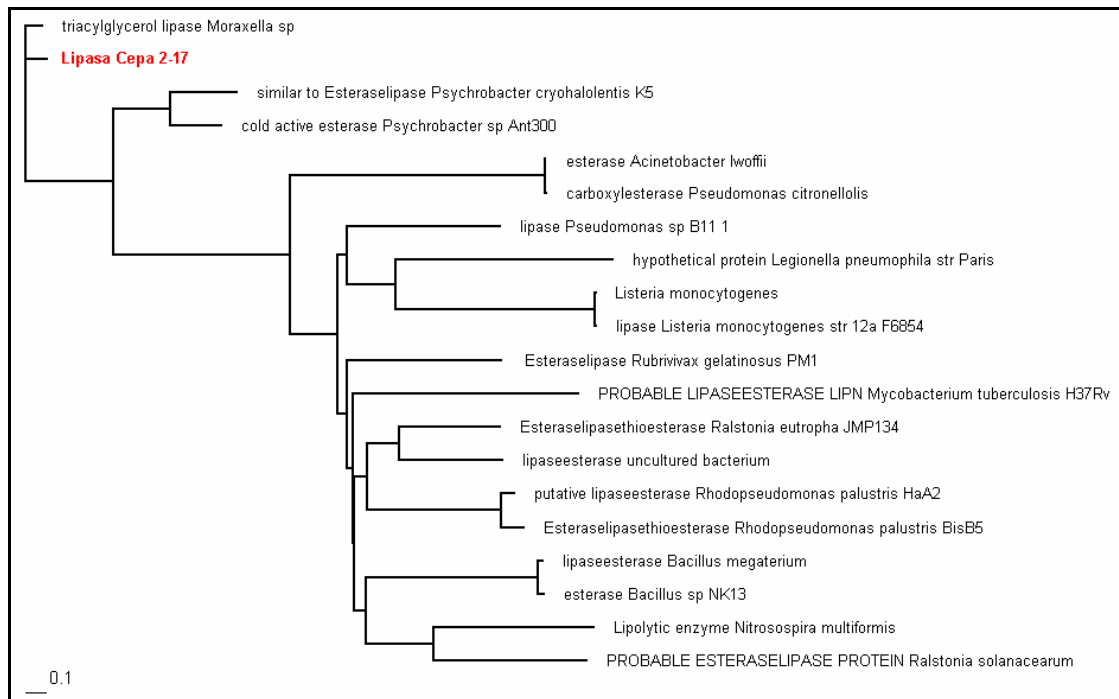 triacylglycerol lipase Moraxella sp
Lipasa Cepa 2-17
similar to Esteraselipase Psychrobacter cryohalolentis K5
cold active esterase Psychrobacter sp Ant300
esterase Acinetobacter lwoffii
carboxylesterase Pseudomonas citronellolis
lipase Pseudomonas sp B11 1
hypothetical protein Legionella pneumophila str Paris
Listeria monocytogenes
lipase Listeria monocytogenes str 12a F6854
Esteraselipase Rubrivivax gelatinosus PM1
PROBABLE LIPASEESTERASE LIPN Mycobacterium tuberculosis H37Rv
Esteraselipasethioesterase Ralstonia eutropha JMP134
lipaseesterase uncultured bacterium
putative lipaseesterase Rhodopseudomonas palustris HaA2
Esteraselipasethioesterase Rhodopseudomonas palustris BisB5
lipaseesterase Bacillus megaterium
esterase Bacillus sp NK13
Lipolytic enzyme Nitrosospira multiformis
PROBABLE ESTERASELIPASE PROTEIN Ralstonia solanacearum
0.1